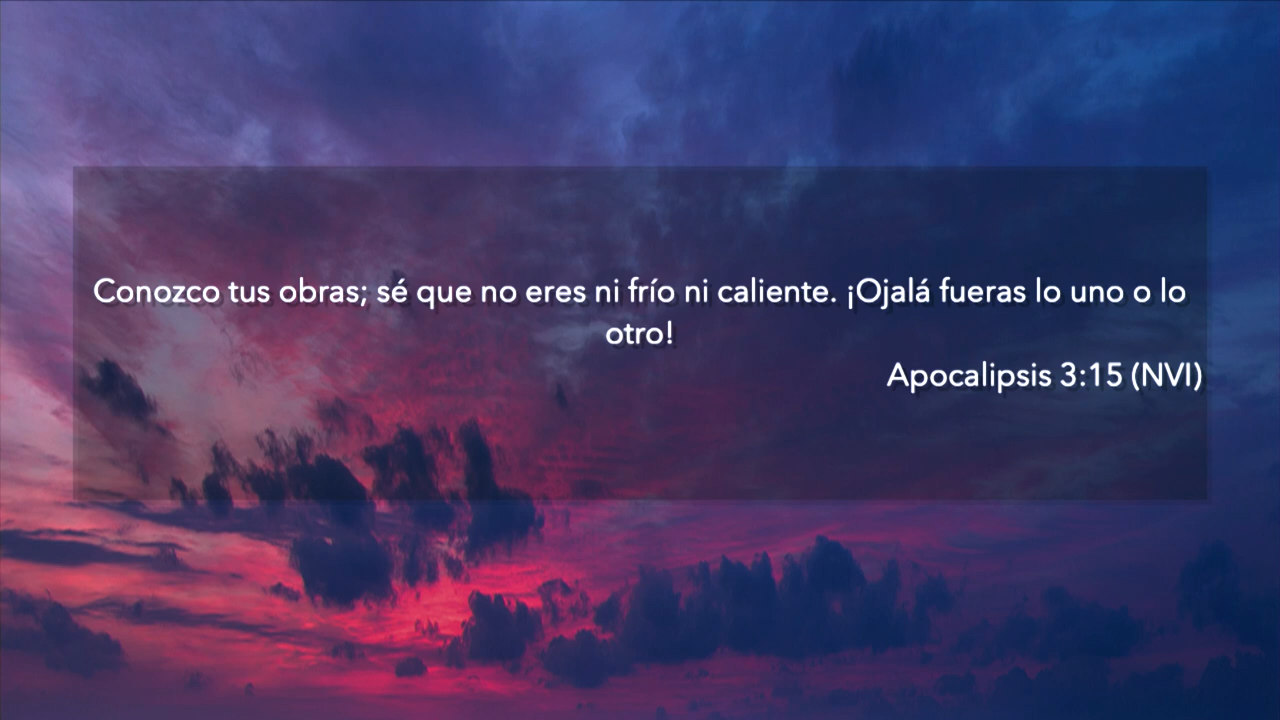 Conozco tus obras; sé que no eres ni frío ni caliente. ¡Ojalá fueras lo uno o lo
otro!
Apocalipsis 3:15 (NVI)